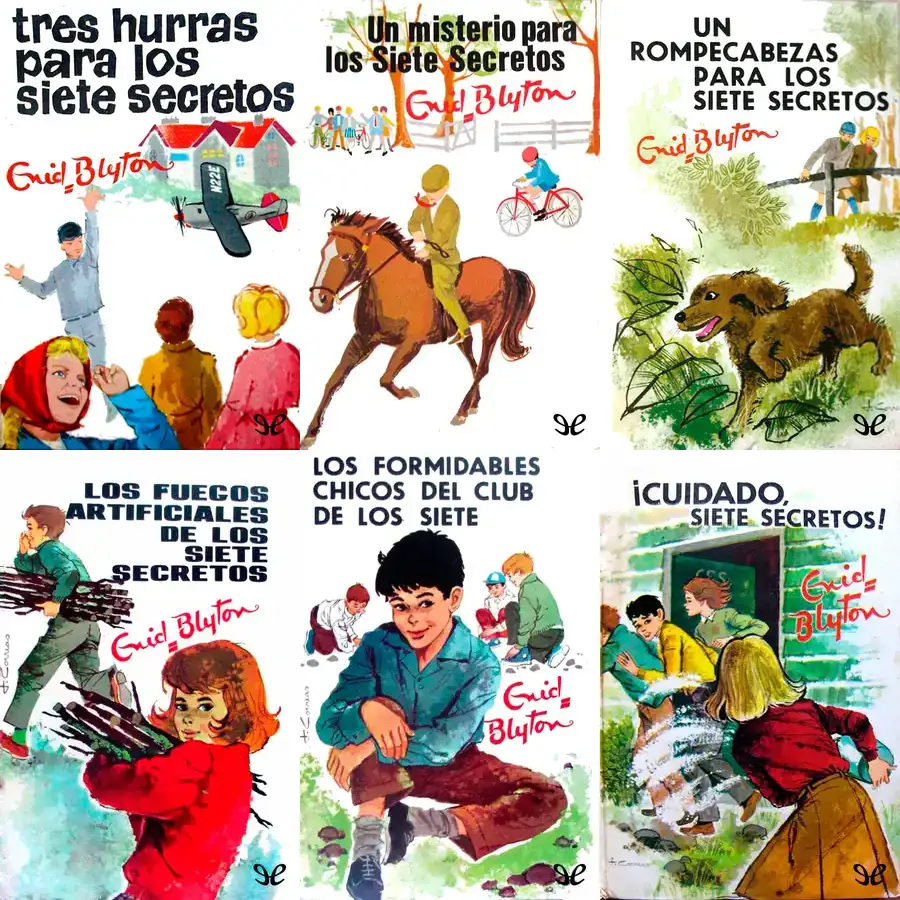 tres hurras
para los
siete secretos
Enid Blyton
N22E
Un misterio para
los Siete Secretos
Enid Blyton
UN
ROMPECABEZAS
PARA LOS
SIETE SECRETOS
Enid Blyton
LOS FUEGOS
ARTIFICIALES
DE LOS
SIETE
SECRETOS
Enid Blyton
LOS FORMIDABLES
CHICOS DEL CLUB
DE LOS SIETE
Enid
Blyton
¡CUIDADO,
SIETE SECRETOS!
Enid
Blyton